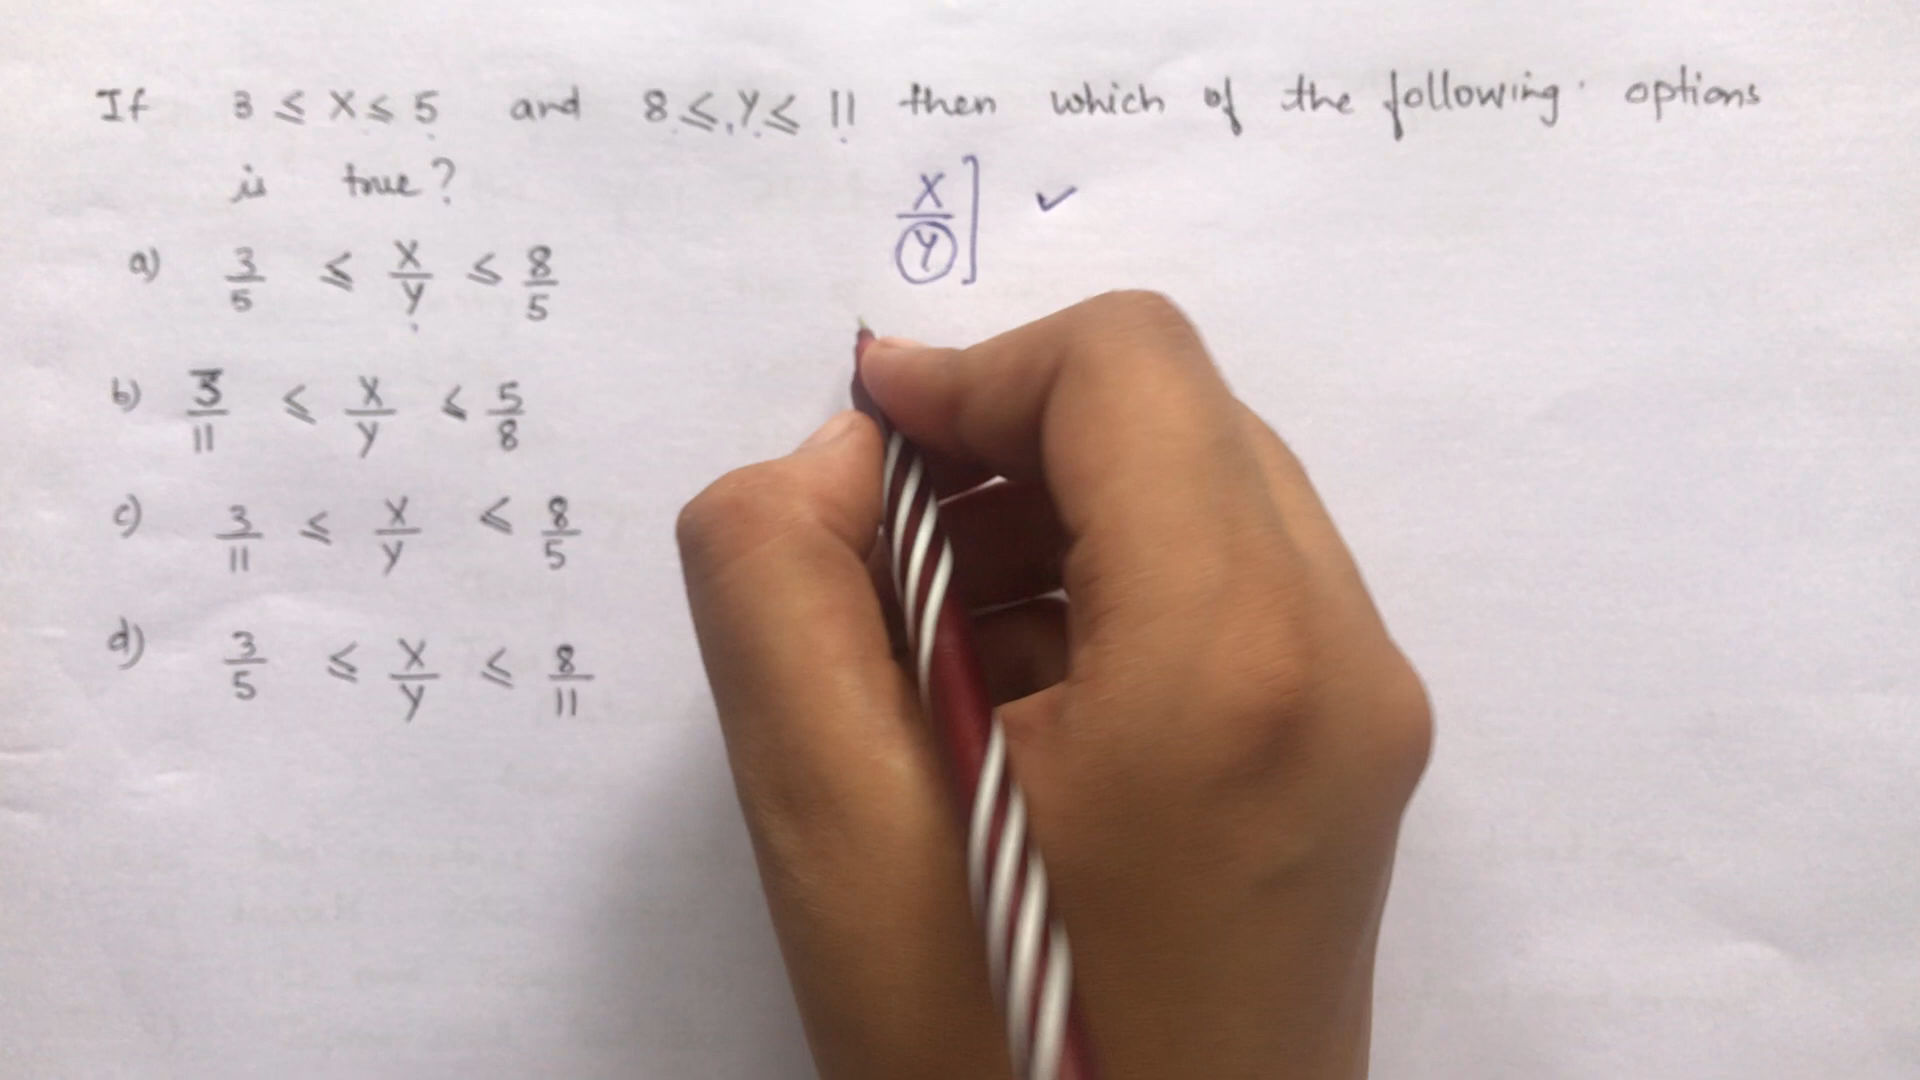 If 3 ≤ X ≤ 5 and 8 ≤ Y ≤ 11 then which of the following options
is true?
X/Y ] ✓
a) 3/5 ≤ X/Y ≤ 8/5
b) 3/11 ≤ X/Y ≤ 5/8
c) 3/11 ≤ X/Y ≤ 8/5
d) 3/5 ≤ X/Y ≤ 8/11